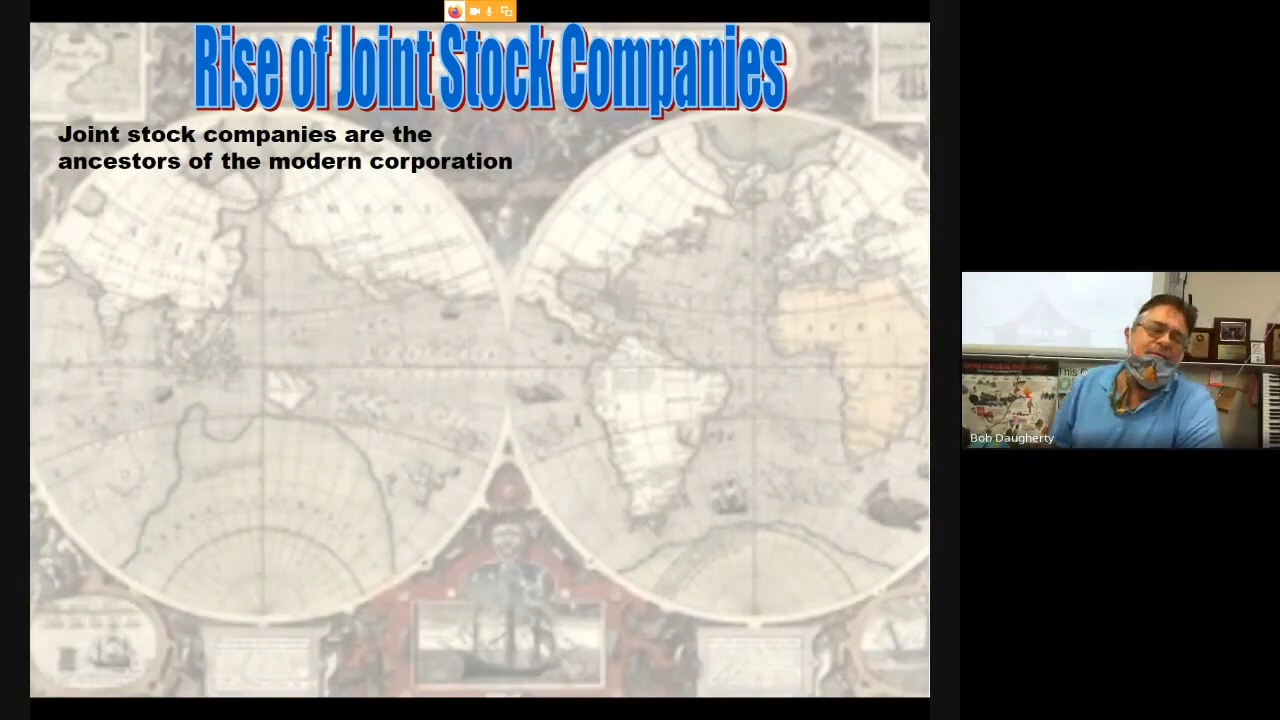 Rise of Joint Stock Companies
Joint stock companies are the
ancestors of the modern corporation
Bob Daugherty